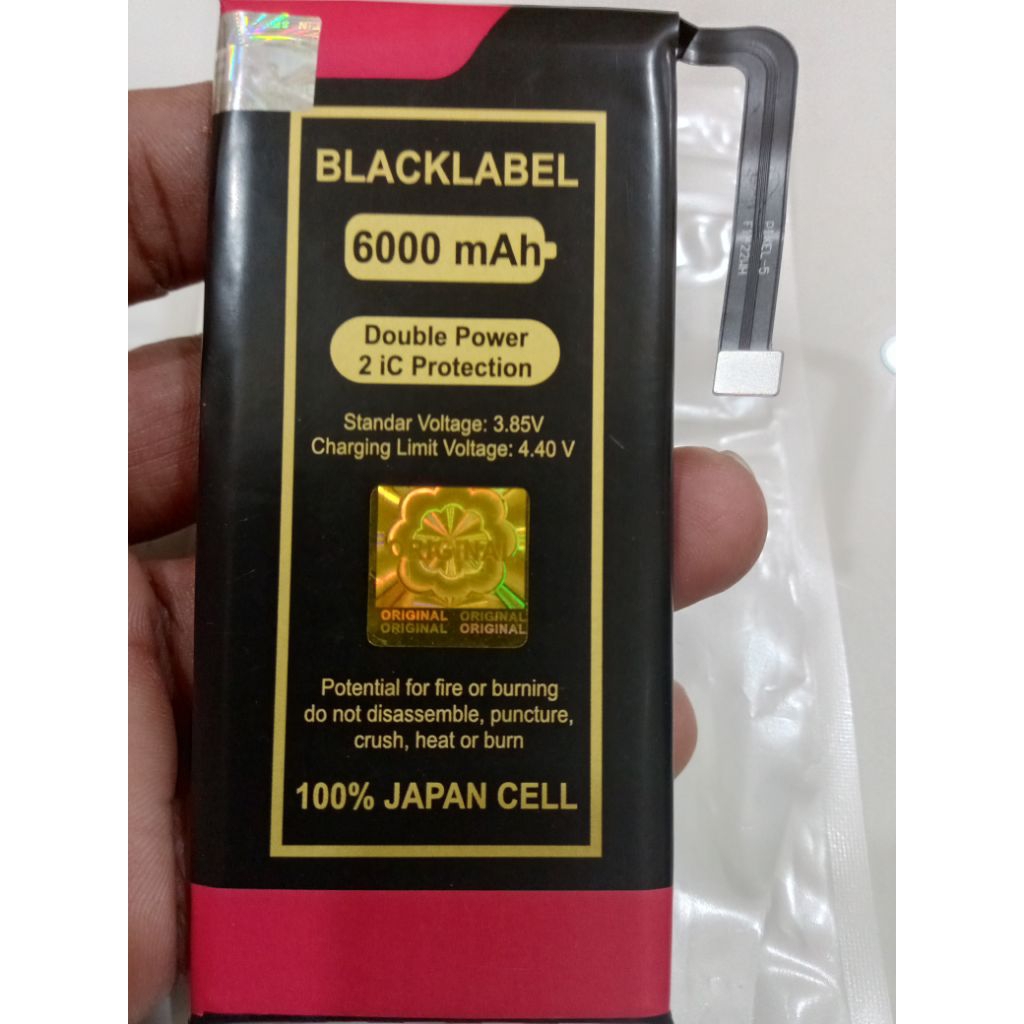 BLACKLABEL
6000 mAh
Double Power
2 iC Protection
Standar Voltage: 3.85V
Charging Limit Voltage: 4.40 V
ORIGINAL
ORIGINAL ORIGINAL
ORIGINAL ORIGINAL
Potential for fire or burning
do not disassemble, puncture,
crush, heat or burn
100% JAPAN CELL
PIXEL-5